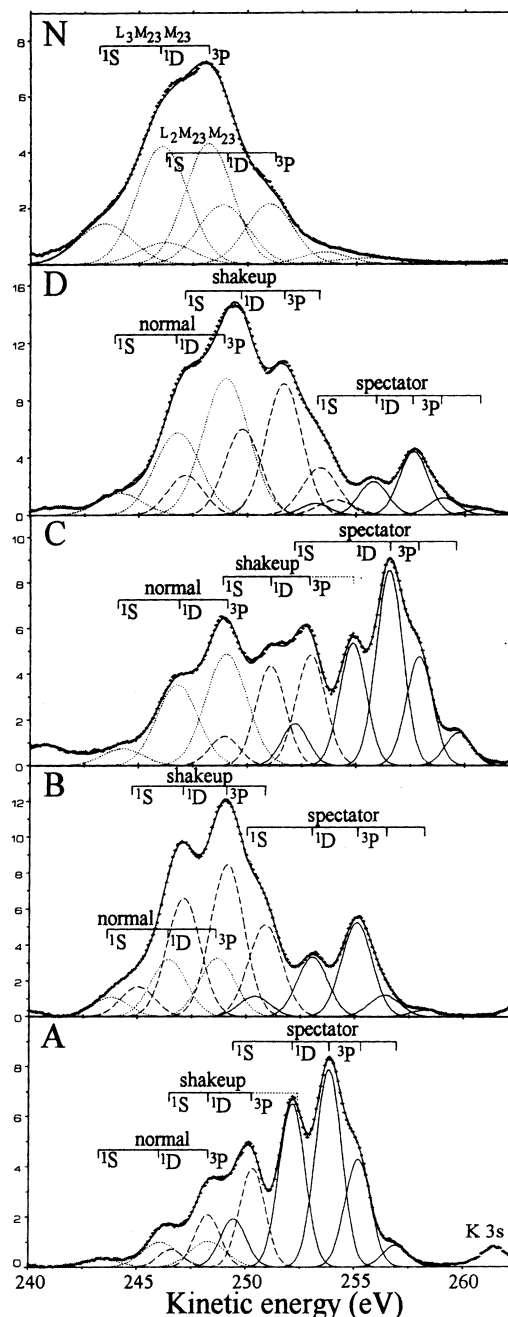 N
L3M23M23
1S 1D 3P
L2M23M23
1S 1D 3P
8
6
4
2
D
shakeup
1S 1D 3P
normal
1S 1D 3P
spectator
1S 1D 3P
16
12
8
4
0
C
spectator
1S 1D 3P
shakeup
1S 1D 3P
normal
1S 1D 3P
10
8
6
4
2
0
B
shakeup
1S 1D 3P
spectator
1S 1D 3P
normal
1S 1D 3P
12
10
8
6
4
2
0
A
spectator
1S 1D 3P
shakeup
1S 1D 3P
normal
1S 1D 3P
K 3s
8
6
4
2
0
240 245 250 255 260
Kinetic energy (eV)